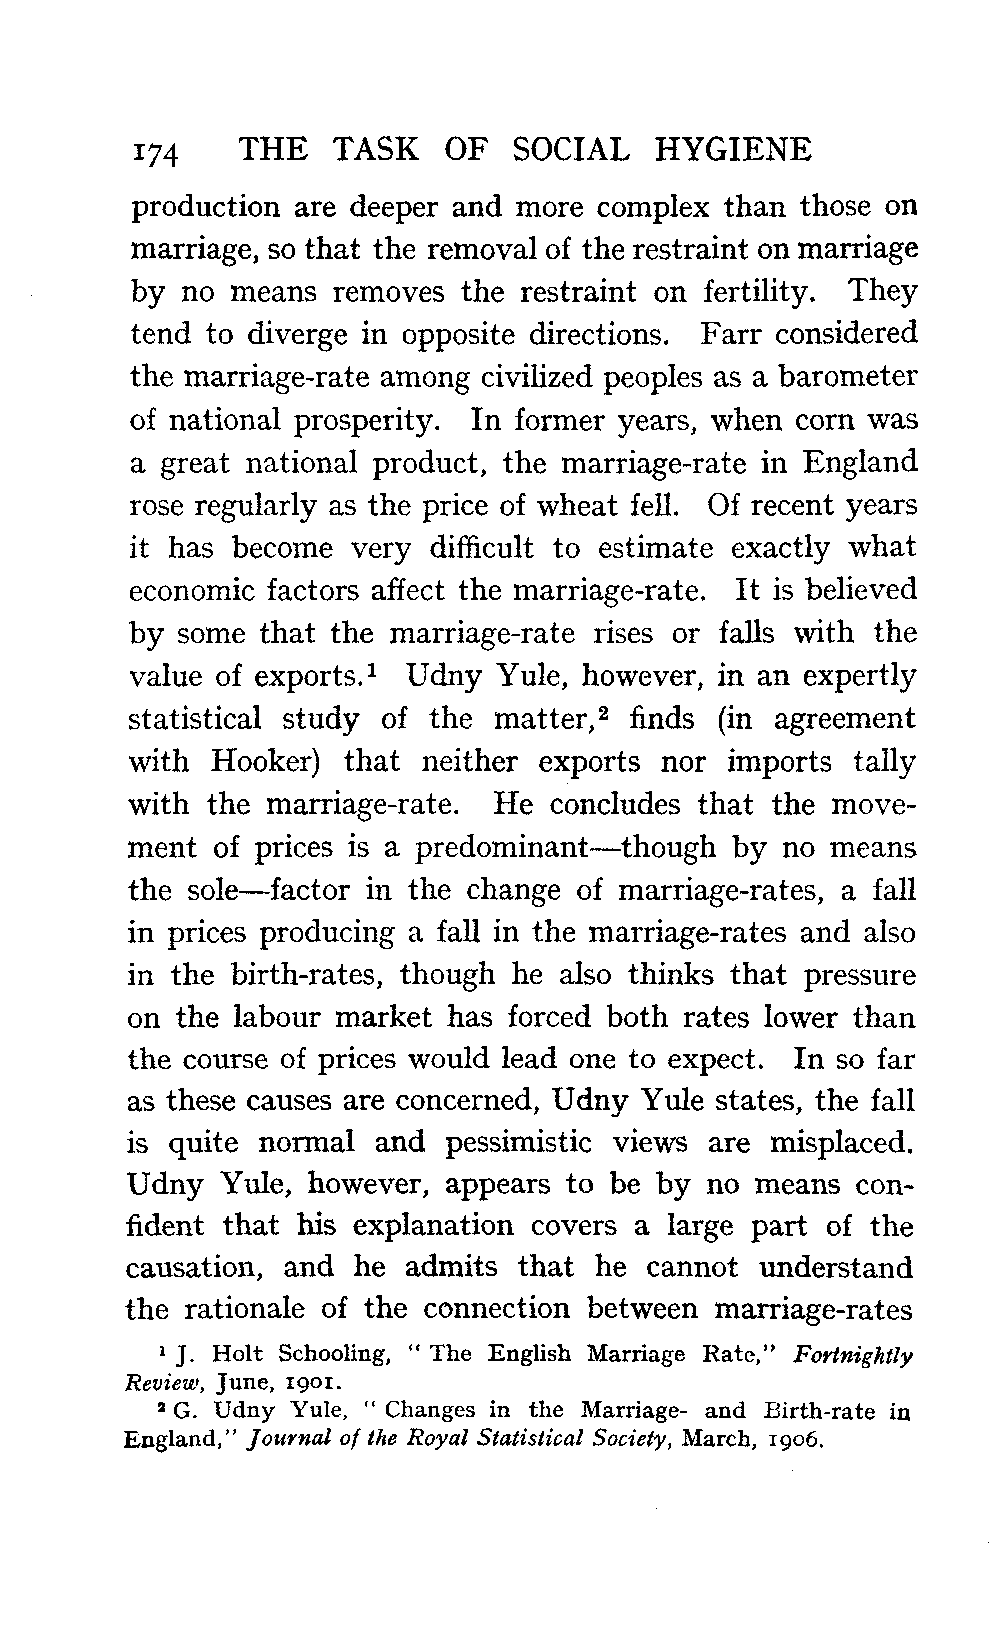 174 THE TASK OF SOCIAL HYGIENE
production are deeper and more complex than those on
marriage, so that the removal of the restraint on marriage
by no means removes the restraint on fertility. They
tend to diverge in opposite directions. Farr considered
the marriage-rate among civilized peoples as a barometer
of national prosperity. In former years, when corn was
a great national product, the marriage-rate in England
rose regularly as the price of wheat fell. Of recent years
it has become very difficult to estimate exactly what
economic factors affect the marriage-rate. It is believed
by some that the marriage-rate rises or falls with the
value of exports.¹ Udny Yule, however, in an expertly
statistical study of the matter,² finds (in agreement
with Hooker) that neither exports nor imports tally
with the marriage-rate. He concludes that the move-
ment of prices is a predominant—though by no means
the sole—factor in the change of marriage-rates, a fall
in prices producing a fall in the marriage-rates and also
in the birth-rates, though he also thinks that pressure
on the labour market has forced both rates lower than
the course of prices would lead one to expect. In so far
as these causes are concerned, Udny Yule states, the fall
is quite normal and pessimistic views are misplaced.
Udny Yule, however, appears to be by no means con-
fident that his explanation covers a large part of the
causation, and he admits that he cannot understand
the rationale of the connection between marriage-rates
¹ J. Holt Schooling, “ The English Marriage Rate,” Fortnightly
Review, June, 1901.
² G. Udny Yule, “ Changes in the Marriage- and Birth-rate in
England,” Journal of the Royal Statistical Society, March, 1906.